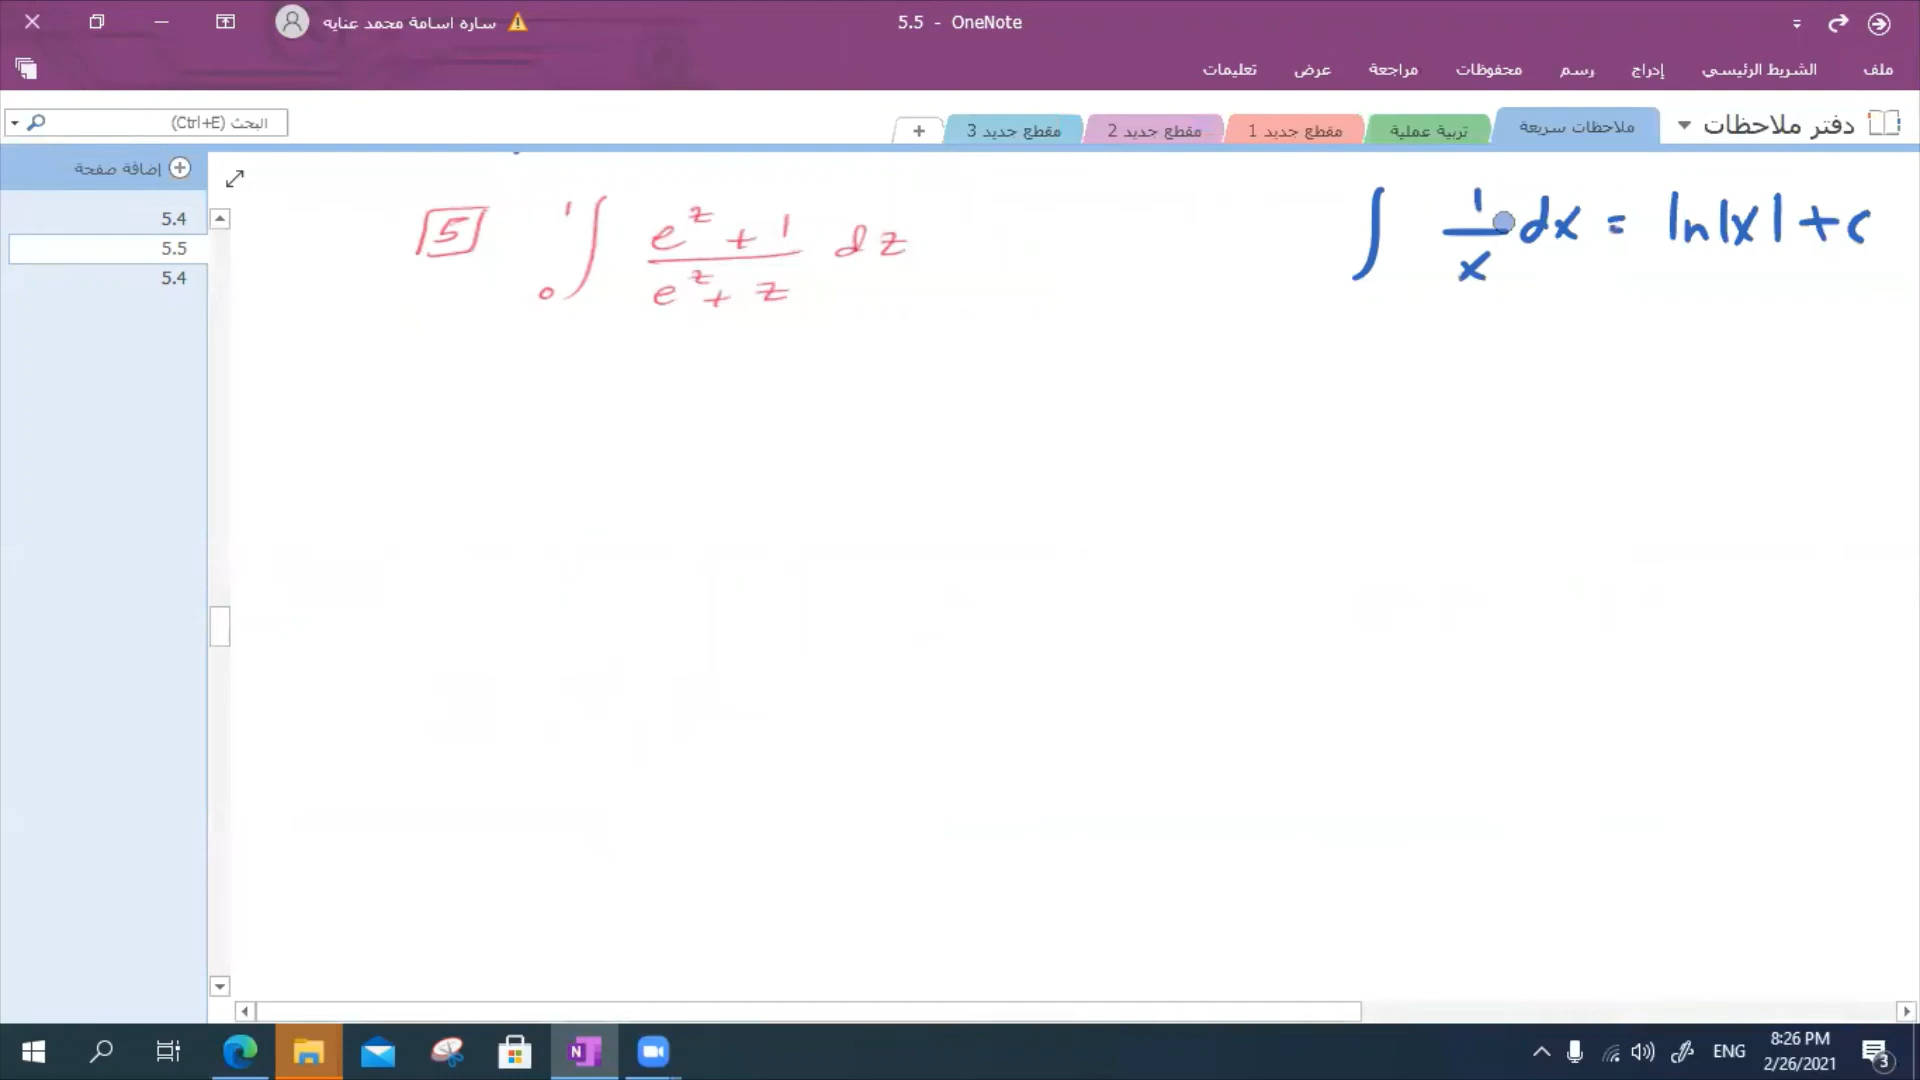 ساره اسامة محمد عنايه
5.5 - OneNote
ملف
الشريط الرئيسي
إدراج
رسم
محفوظات
مراجعة
عرض
تعليمات
دفتر ملاحظات
ملاحظات سريعة
تربية عملية
مقطع جديد 1
مقطع جديد 2
مقطع جديد 3
+
البحث (Ctrl+E)
إضافة صفحة
5.4
5.5
5.4
5 ∫₀¹ (e^z + 1)/(e^z + z) dz
∫ 1/x dx = ln|x| + c
ENG
8:26 PM
2/26/2021
3